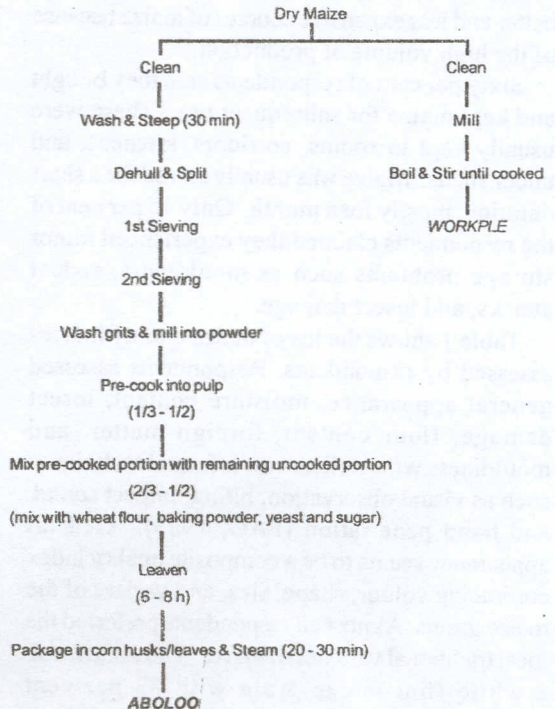 Dry Maize
Clean
Wash & Steep (30 min)
Dehull & Split
1st Sieving
2nd Sieving
Wash grits & mill into powder
Pre-cook into pulp
(1/3 - 1/2)
Mix pre-cooked portion with remaining uncooked portion
(2/3 - 1/2)
(mix with wheat flour, baking powder, yeast and sugar)
Leaven
(6 - 8 h)
Package in corn husks/leaves & Steam (20 - 30 min)
ABOLOO
Clean
Mill
Boil & Stir until cooked
WORKPLE